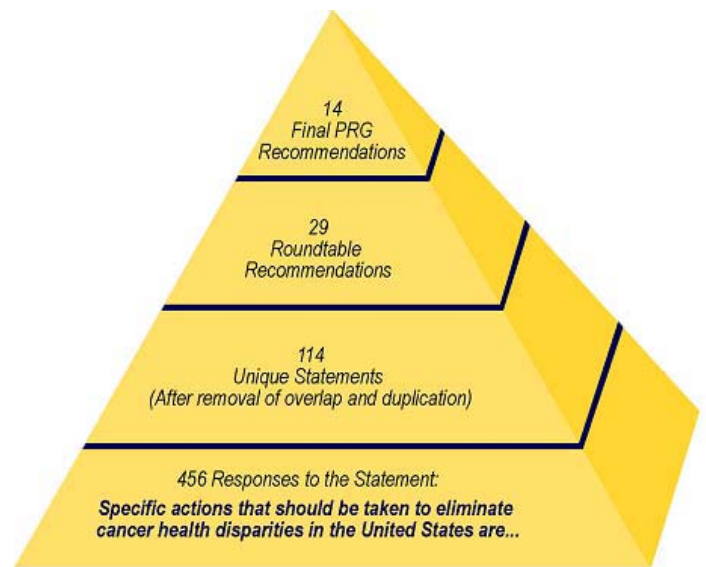 14
Final PRG
Recommendations
29
Roundtable
Recommendations
114
Unique Statements
(After removal of overlap and duplication)
456 Responses to the Statement:
Specific actions that should be taken to eliminate
cancer health disparities in the United States are...